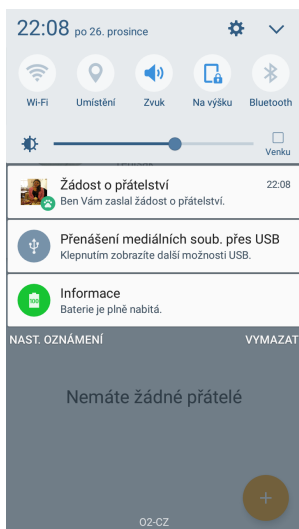 22:08 po 26. prosince
Wi-Fi Umístění Zvuk Na výšku Bluetooth
Venku
Žádost o přátelství 22:08
Ben Vám zaslal žádost o přátelství.
Přenášení mediálních soub. přes USB
Klepnutím zobrazíte další možnosti USB.
100
Informace
Baterie je plně nabitá.
NAST. OZNÁMENÍ VYMAZAT
Nemáte žádné přátelé
+
O2-CZ